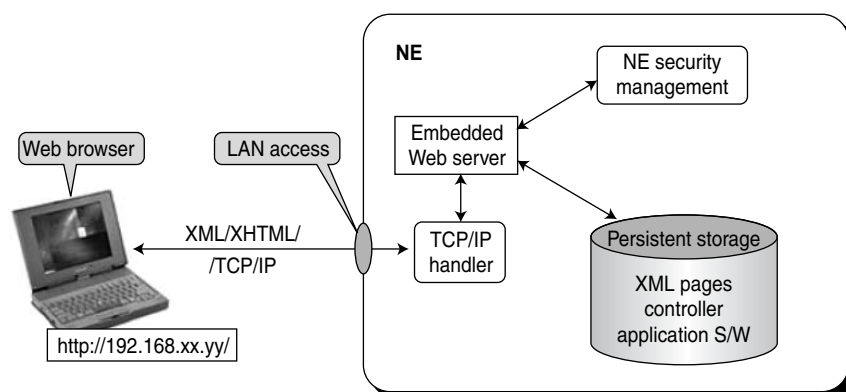 NE
NE security
management
Embedded
Web server
Web browser
LAN access
XML/XHTML/
/TCP/IP
TCP/IP
handler
Persistent storage
XML pages
controller
application S/W
http://192.168.xx.yy/